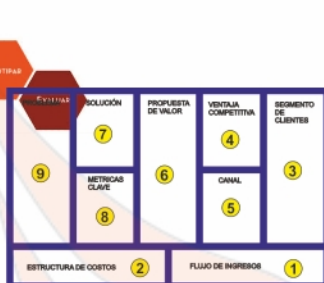 TIPAR
EVALUAR
SOLUCIÓN
7
PROPUESTA
DE VALOR
6
VENTAJA
COMPETITIVA
4
SEGMENTO
DE
CLIENTES
3
9
METRICAS
CLAVE
8
CANAL
5
ESTRUCTURA DE COSTOS 2
FLUJO DE INGRESOS 1